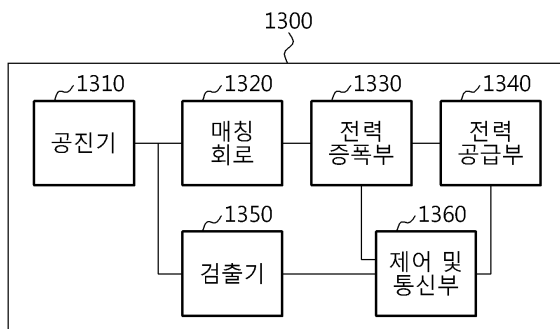 1300
1310
공진기
1320
매칭
회로
1330
전력
증폭부
1340
전력
공급부
1350
검출기
1360
제어 및
통신부